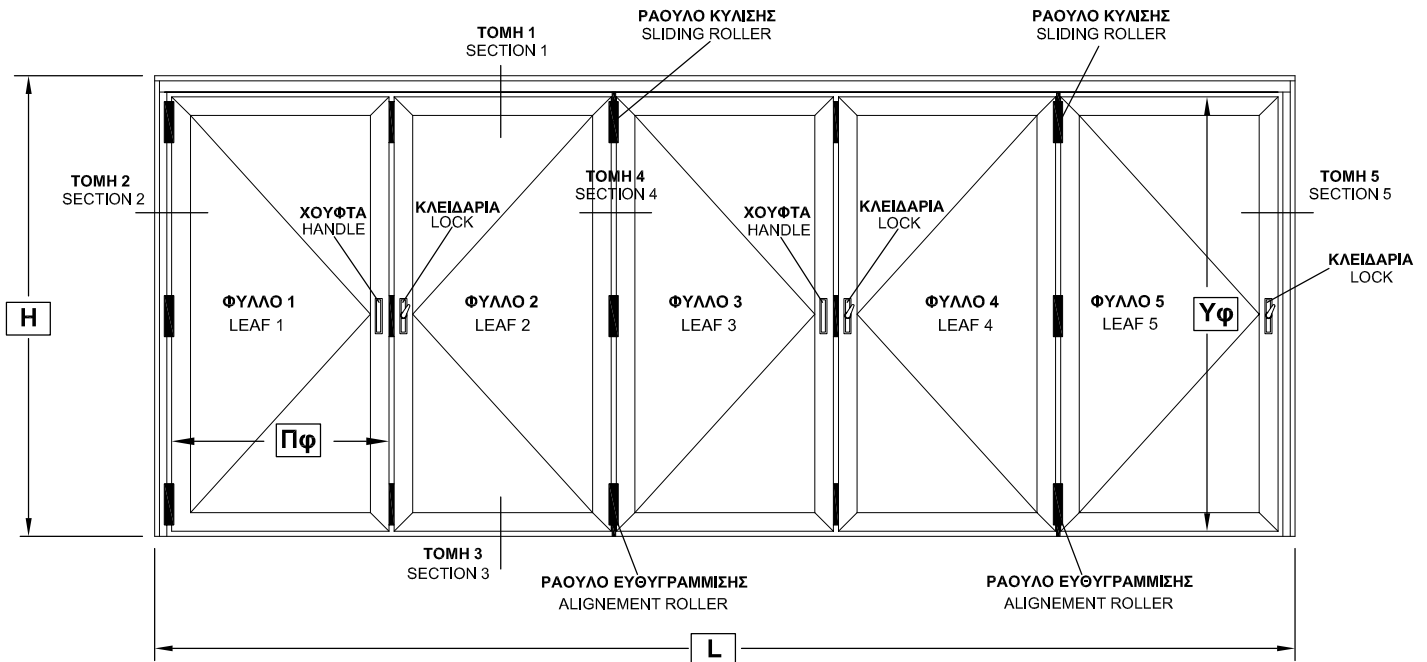 ΡΑΟΥΛΟ ΚΥΛΙΣΗΣ
SLIDING ROLLER
ΡΑΟΥΛΟ ΚΥΛΙΣΗΣ
SLIDING ROLLER
ΤΟΜΗ 1
SECTION 1
ΤΟΜΗ 2
SECTION 2
ΤΟΜΗ 4
SECTION 4
ΤΟΜΗ 5
SECTION 5
ΧΟΥΦΤΑ
HANDLE
ΚΛΕΙΔΑΡΙΑ
LOCK
ΧΟΥΦΤΑ
HANDLE
ΚΛΕΙΔΑΡΙΑ
LOCK
ΚΛΕΙΔΑΡΙΑ
LOCK
H
ΦΥΛΛΟ 1
LEAF 1
ΦΥΛΛΟ 2
LEAF 2
ΦΥΛΛΟ 3
LEAF 3
ΦΥΛΛΟ 4
LEAF 4
ΦΥΛΛΟ 5
LEAF 5
Υφ
Πφ
ΤΟΜΗ 3
SECTION 3
ΡΑΟΥΛΟ ΕΥΘΥΓΡΑΜΜΙΣΗΣ
ALIGNEMENT ROLLER
ΡΑΟΥΛΟ ΕΥΘΥΓΡΑΜΜΙΣΗΣ
ALIGNEMENT ROLLER
L